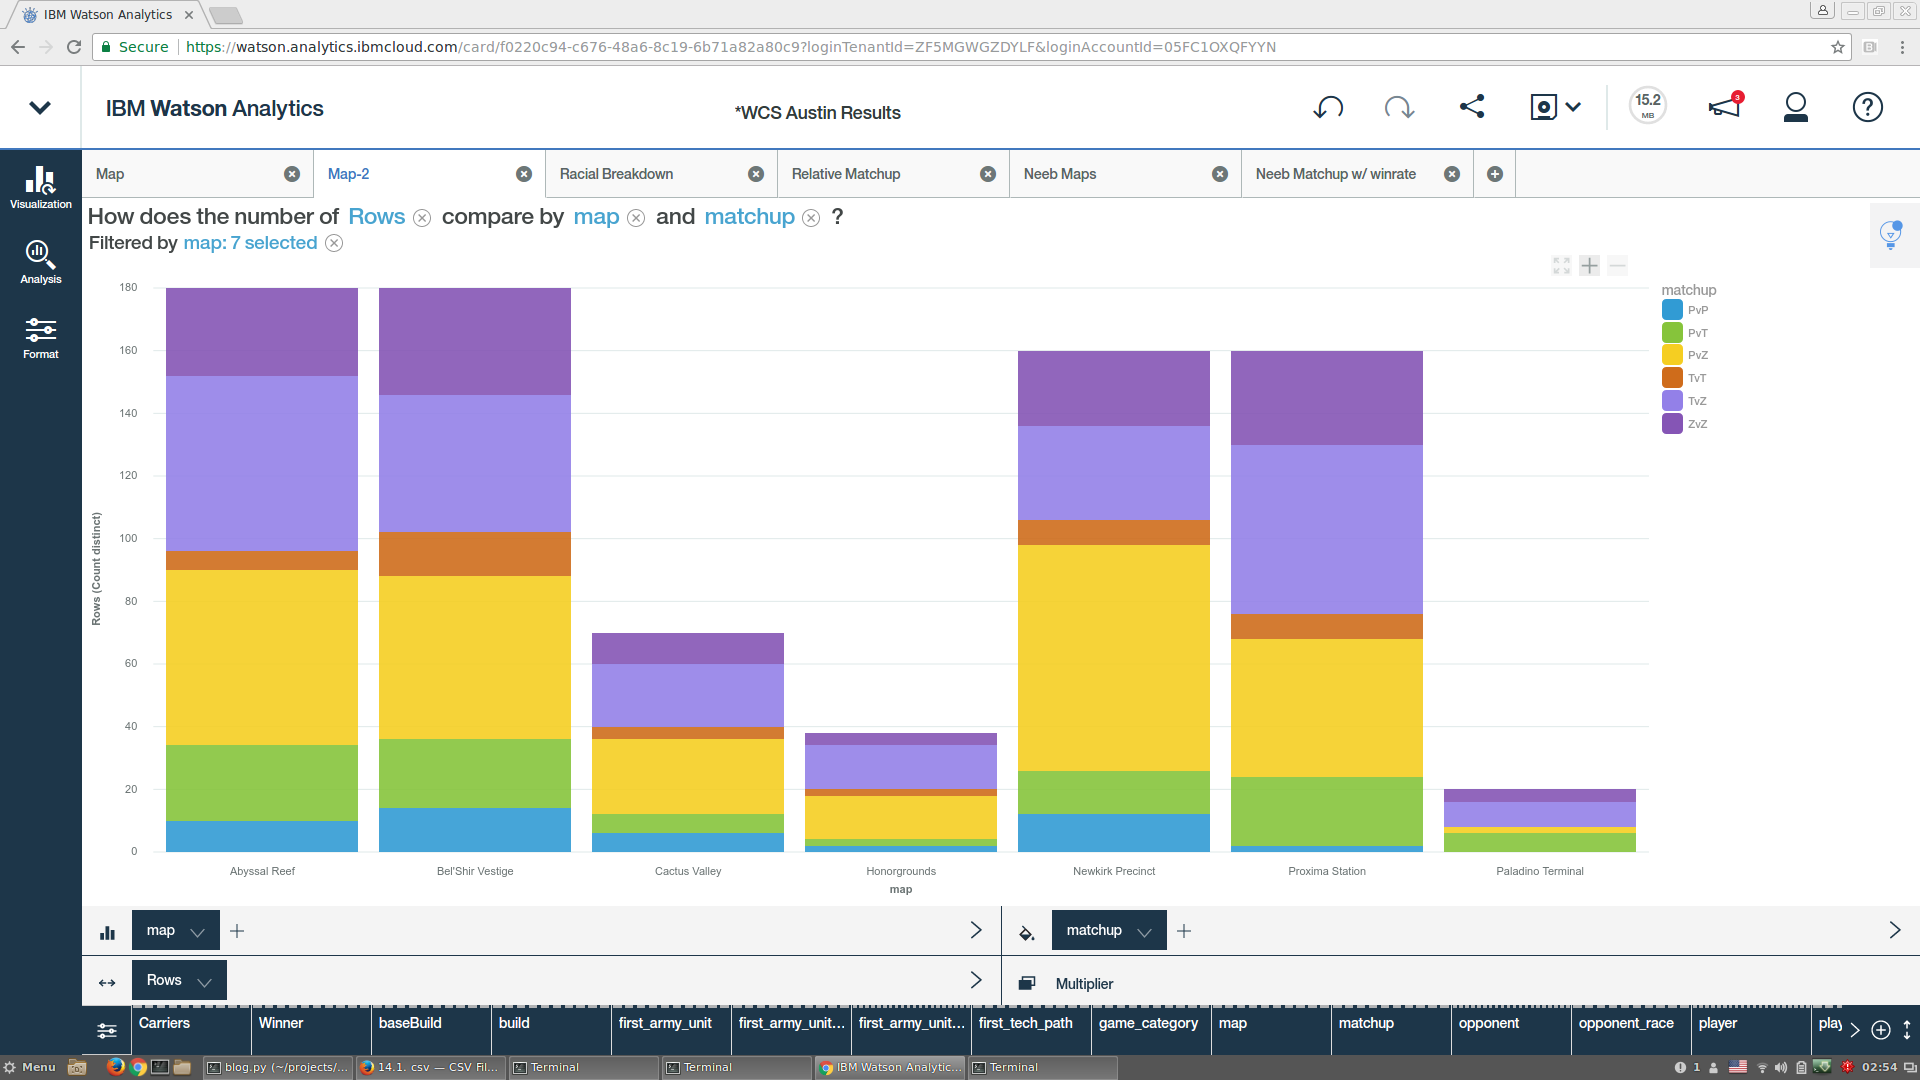 IBM Watson Analytics
Secure https://watson.analytics.ibmcloud.com/card/f0220c94-c676-48a6-8c19-6b71a82a80c9?loginTenantId=ZF5MGWGZDYLF&loginAccountId=05FC1OXQFYYN
IBM Watson Analytics
*WCS Austin Results
15.2
MB
3
?
Visualization
Analysis
Format
Map
Map-2
Racial Breakdown
Relative Matchup
Neeb Maps
Neeb Matchup w/ winrate
How does the number of Rows compare by map and matchup ?
Filtered by map: 7 selected
matchup
PvP
PvT
PvZ
TvT
TvZ
ZvZ
Rows (Count distinct)
180
160
140
120
100
80
60
40
20
0
Abyssal Reef
Bel'Shir Vestige
Cactus Valley
Honorgrounds
Newkirk Precinct
Proxima Station
Paladino Terminal
map
map
matchup
Rows
Multiplier
Carriers
Winner
baseBuild
build
first_army_unit
first_army_unit...
first_army_unit...
first_tech_path
game_category
map
matchup
opponent
opponent_race
player
play
Menu
blog.py (~/projects/...
14.1. csv — CSV Fil...
Terminal
Terminal
IBM Watson Analytic...
Terminal
1
02:54